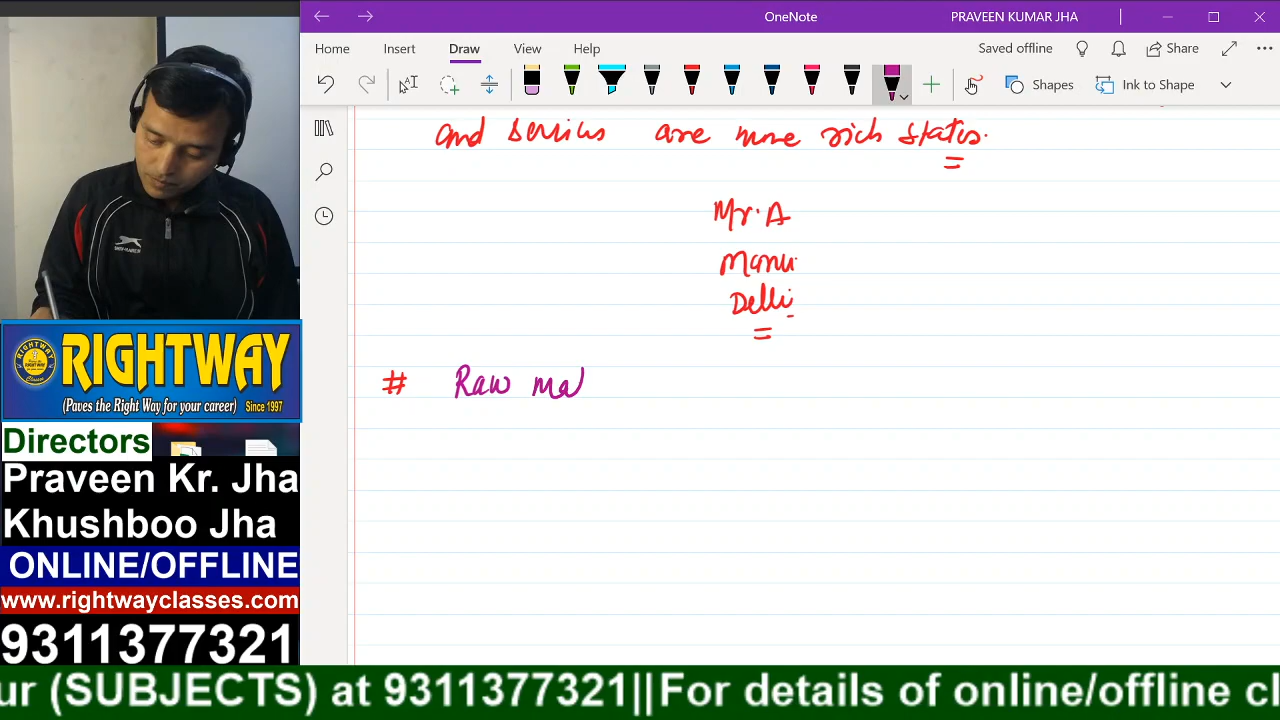 OneNote
PRAVEEN KUMAR JHA
Home Insert Draw View Help
Saved offline
Share
Shapes
Ink to Shape
and are more rich states.
Mr. A
Manu
Delhi
# Raw ma
RIGHTWAY
(Paves the Right Way for your career) Since 1997
Directors
Praveen Kr. Jha
Khushboo Jha
ONLINE/OFFLINE
www.rightwayclasses.com
9311377321
ur (SUBJECTS) at 9311377321||For details of online/offline cl